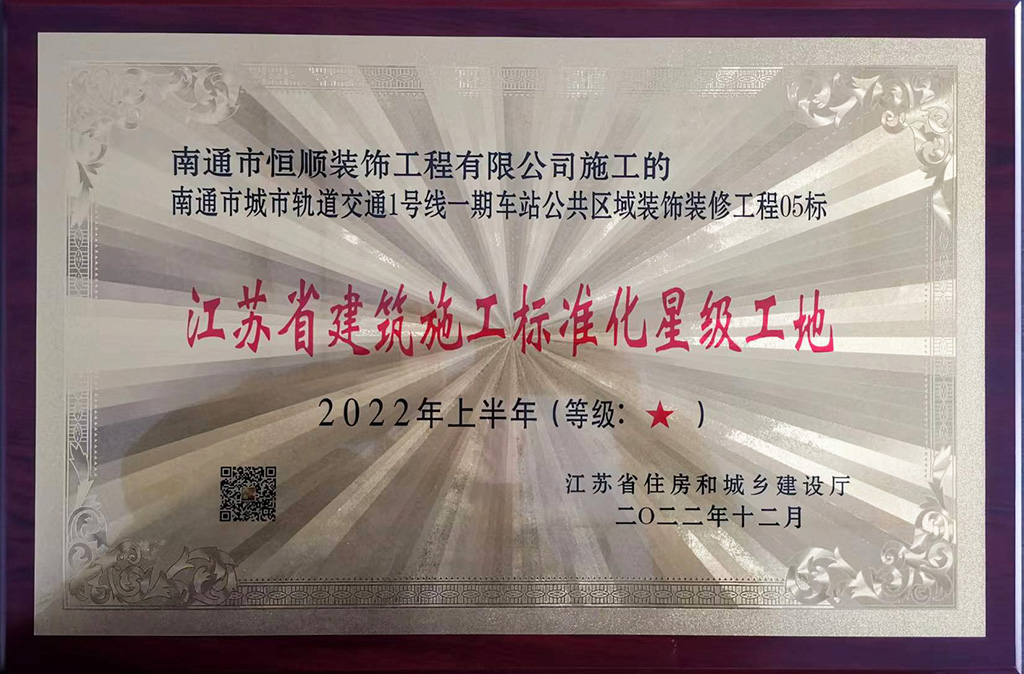 南通市恒顺装饰工程有限公司施工的
南通市城市轨道交通1号线一期车站公共区域装饰装修工程05标
江苏省建筑施工标准化星级工地
2022年上半年（等级：★ ）
江苏省住房和城乡建设厅
二〇二二年十二月